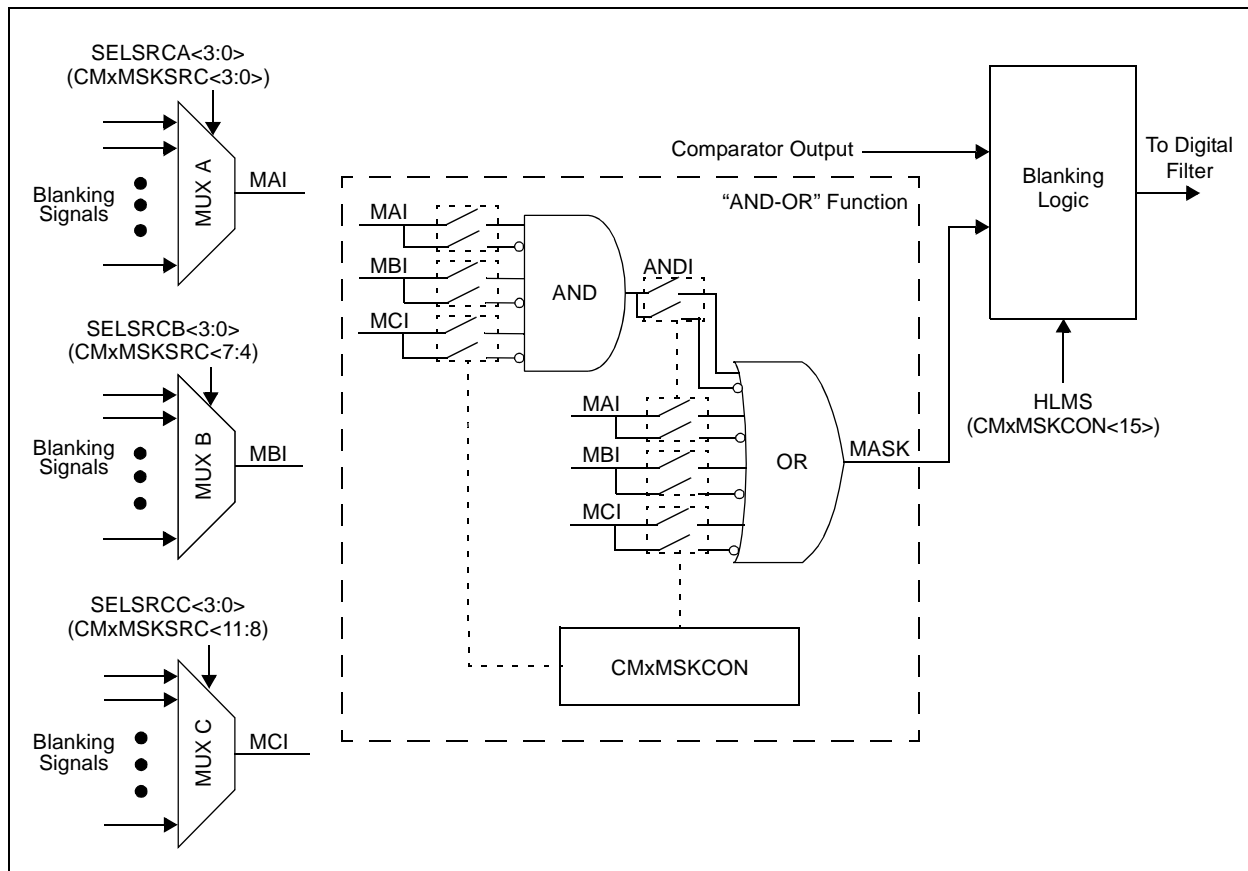 SELSRCA<3:0>
(CMxMSKSRC<3:0>)
MUX A
MAI
Blanking
Signals
SELSRCB<3:0>
(CMxMSKSRC<7:4)
MUX B
MBI
Blanking
Signals
SELSRCC<3:0>
(CMxMSKSRC<11:8)
MUX C
MCI
Blanking
Signals
“AND-OR” Function
MAI
MBI
MCI
AND
ANDI
MAI
MBI
MCI
OR
MASK
CMxMSKCON
Comparator Output
Blanking
Logic
To Digital
Filter
HLMS
(CMxMSKCON<15>)